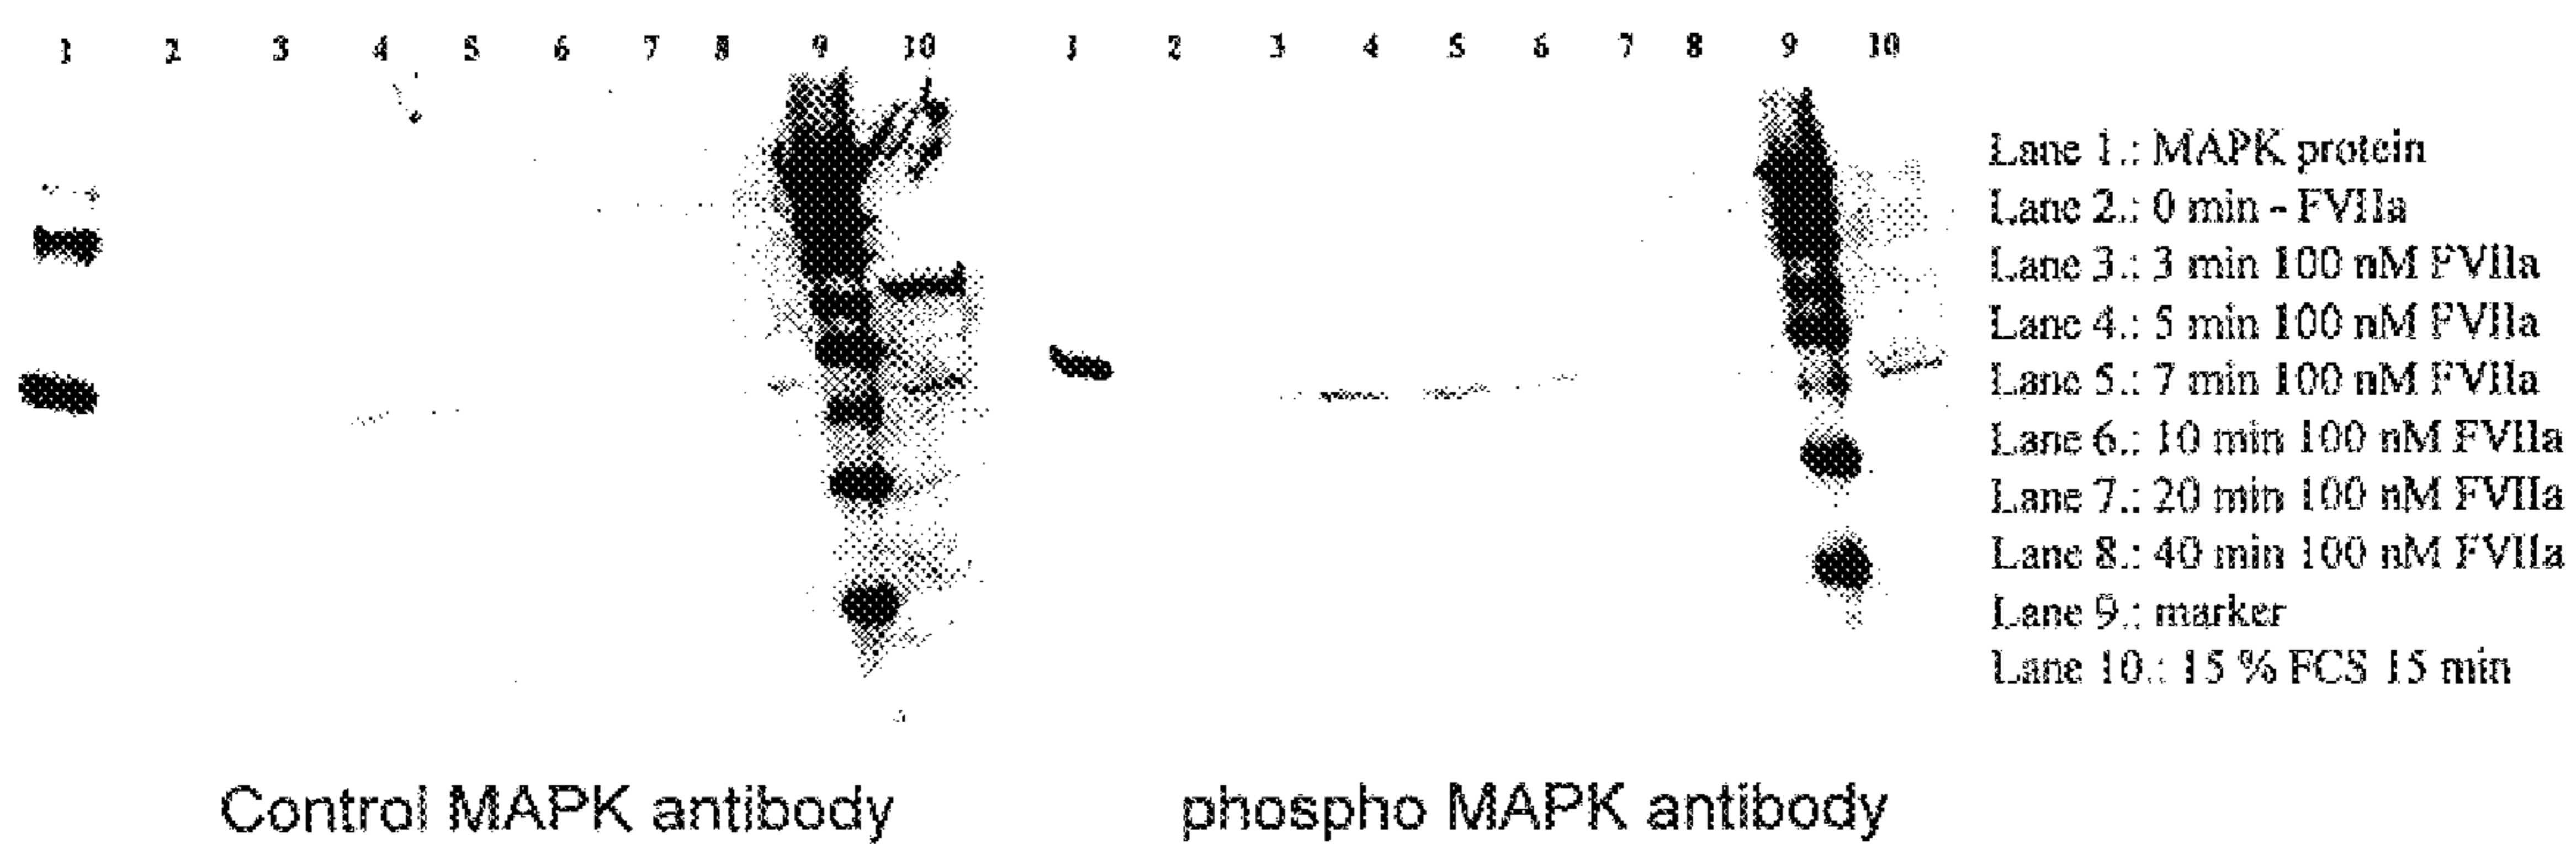 1 2 3 4 5 6 7 8 9 10 1 2 3 4 5 6 7 8 9 10
Lane 1.: MAPK protein
Lane 2.: 0 min - FVIIa
Lane 3.: 3 min 100 nM FVIIa
Lane 4.: 5 min 100 nM FVIIa
Lane 5.: 7 min 100 nM FVIIa
Lane 6.: 10 min 100 nM FVIIa
Lane 7.: 20 min 100 nM FVIIa
Lane 8.: 40 min 100 nM FVIIa
Lane 9.: marker
Lane 10.: 15 % FCS 15 min
Control MAPK antibody phospho MAPK antibody